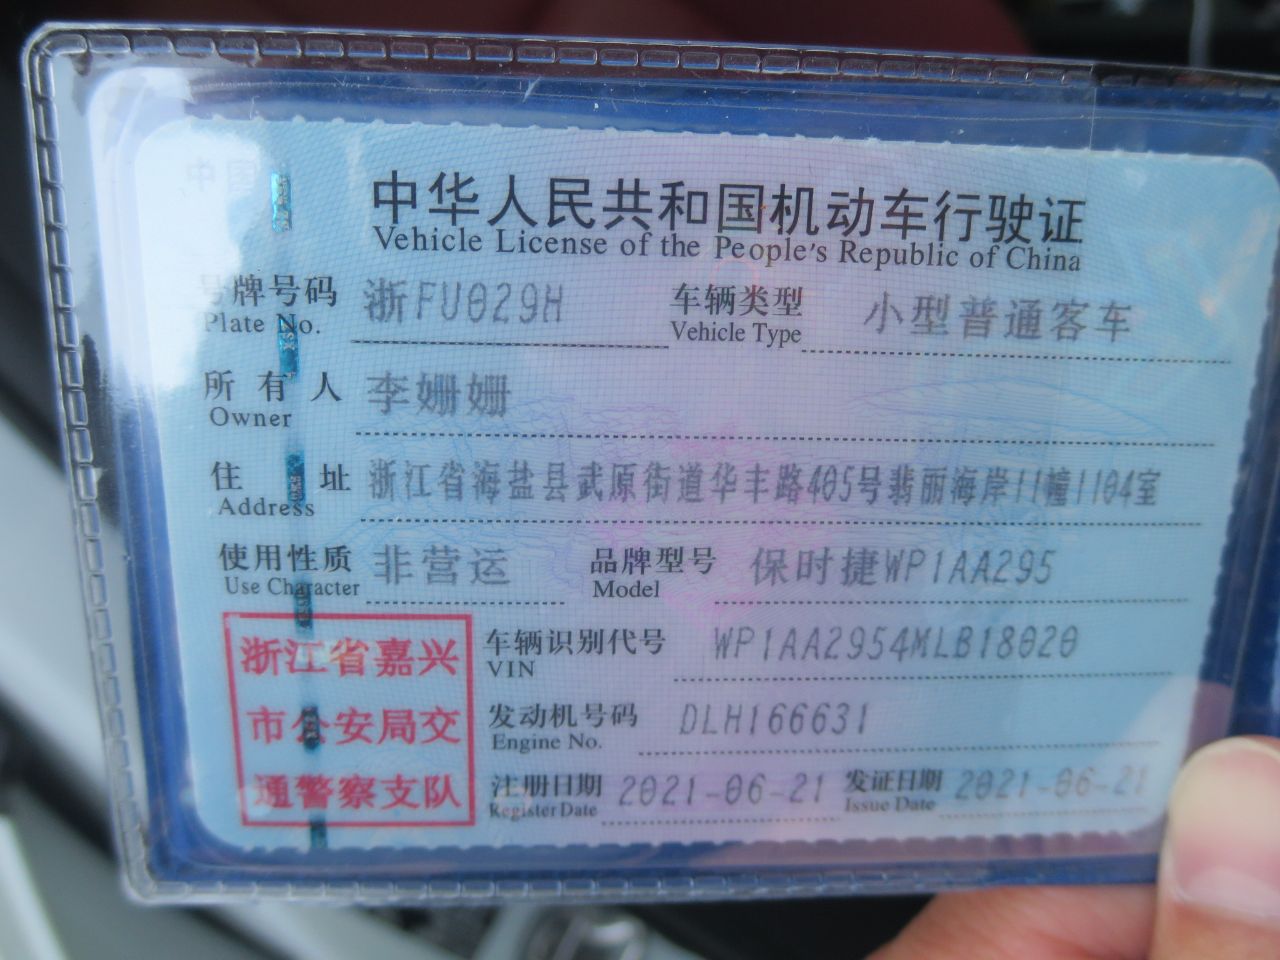 中华人民共和国机动车行驶证
Vehicle License of the People's Republic of China
号牌号码 浙FU029H 车辆类型 小型普通客车
Plate No. Vehicle Type
所有人 李姗姗
Owner
住址 浙江省海盐县武原街道华丰路405号翡丽海岸11幢1104室
Address
使用性质 非营运 品牌型号 保时捷WP1AA295
Use Character Model
浙江省嘉兴
市公安局交
通警察支队
车辆识别代号 WP1AA2954MLB18020
VIN
发动机号码 DLH166631
Engine No.
注册日期 2021-06-21 发证日期 2021-06-21
Register Date Issue Date